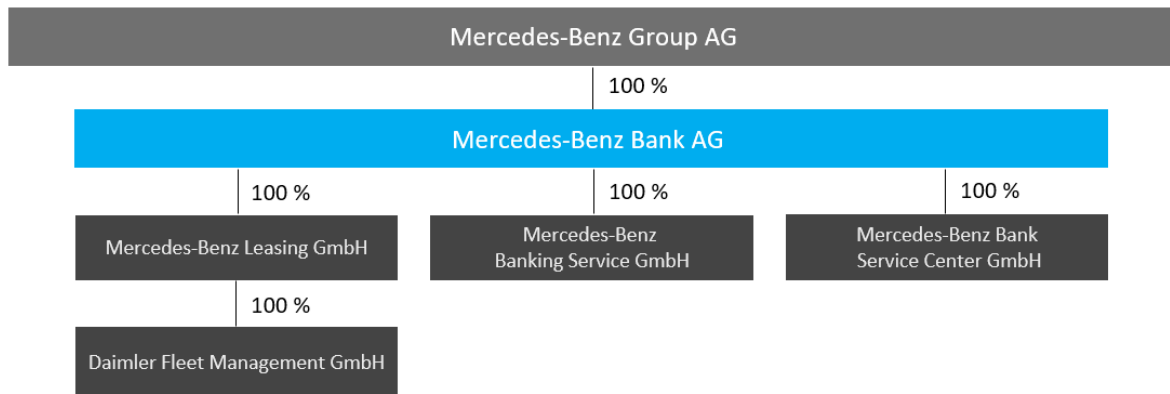 Mercedes-Benz Group AG
100 %
Mercedes-Benz Bank AG
100 %
100 %
100 %
Mercedes-Benz Leasing GmbH
Mercedes-Benz
Banking Service GmbH
Mercedes-Benz Bank
Service Center GmbH
100 %
Daimler Fleet Management GmbH